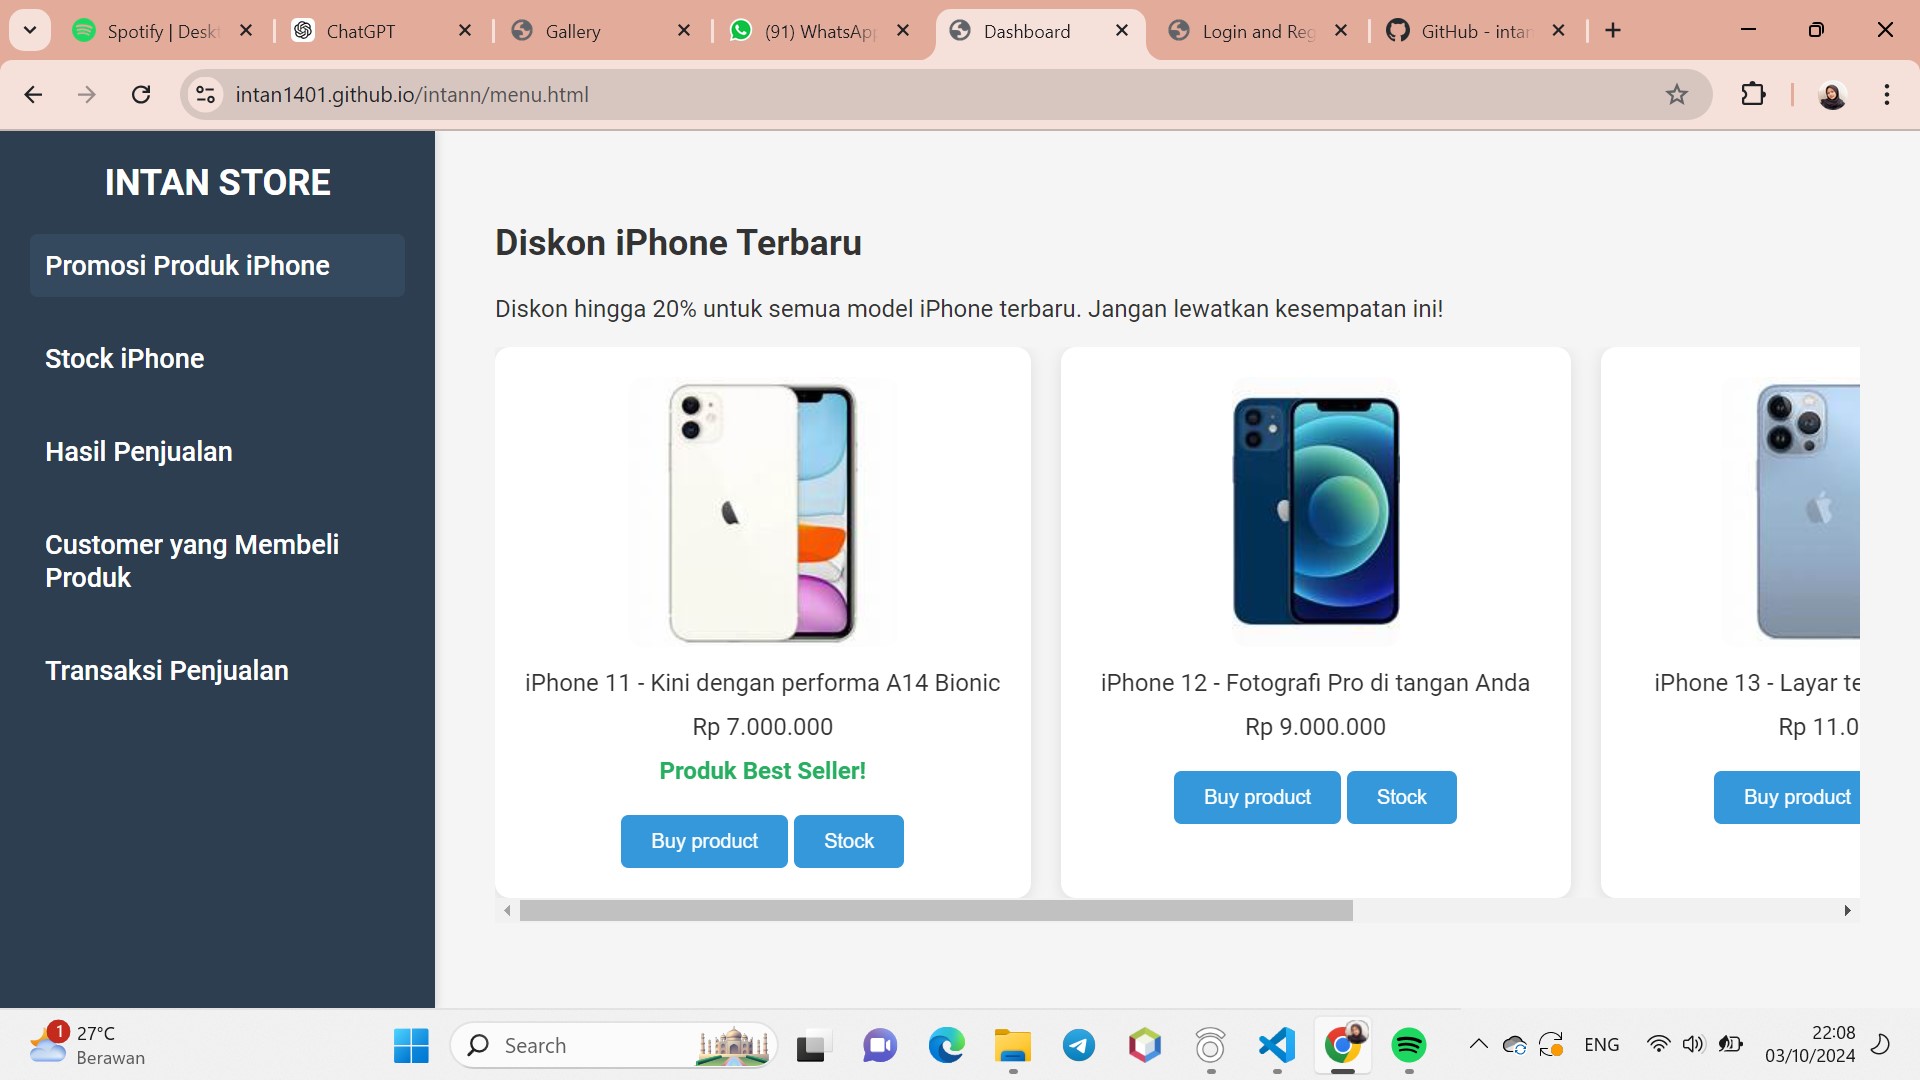 Spotify | Desk
ChatGPT
Gallery
(91) WhatsApp
Dashboard
Login and Reg
GitHub - intan
intan1401.github.io/intann/menu.html
INTAN STORE
Promosi Produk iPhone
Stock iPhone
Hasil Penjualan
Customer yang Membeli
Produk
Transaksi Penjualan
Diskon iPhone Terbaru
Diskon hingga 20% untuk semua model iPhone terbaru. Jangan lewatkan kesempatan ini!
iPhone 11 - Kini dengan performa A14 Bionic
Rp 7.000.000
Produk Best Seller!
Buy product
Stock
iPhone 12 - Fotografi Pro di tangan Anda
Rp 9.000.000
Buy product
Stock
iPhone 13 - Layar te
Rp 11.0
Buy product
1
27°C
Berawan
Search
ENG
22:08
03/10/2024